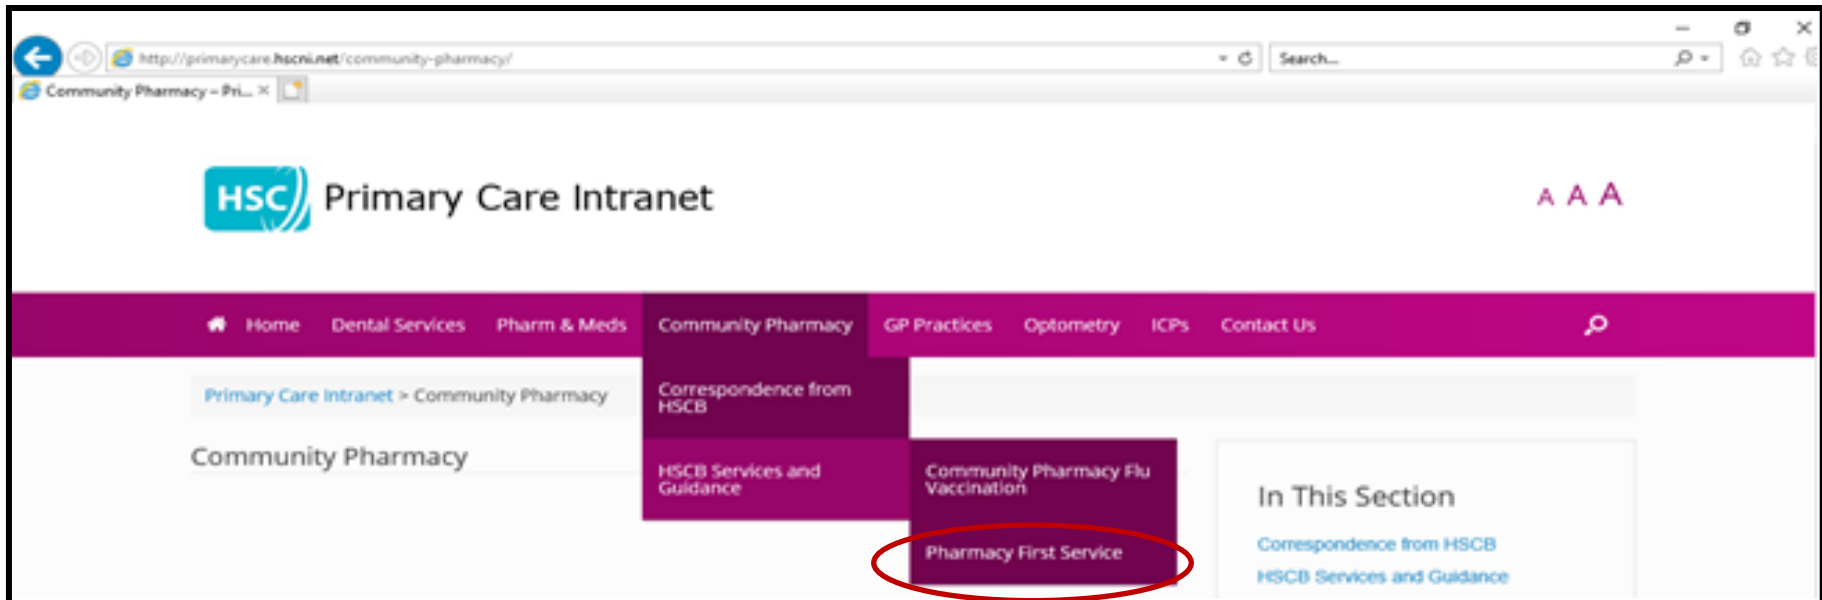 http://primarycare.hscni.net/community-pharmacy/
Search...
Community Pharmacy – Pri...
HSC Primary Care Intranet
A A A
Home Dental Services Pharm & Meds Community Pharmacy GP Practices Optometry ICPs Contact Us
Primary Care Intranet > Community Pharmacy
Correspondence from
HSCB
Community Pharmacy
HSCB Services and
Guidance
Community Pharmacy Flu
Vaccination
Pharmacy First Service
In This Section
Correspondence from HSCB
HSCB Services and Guidance